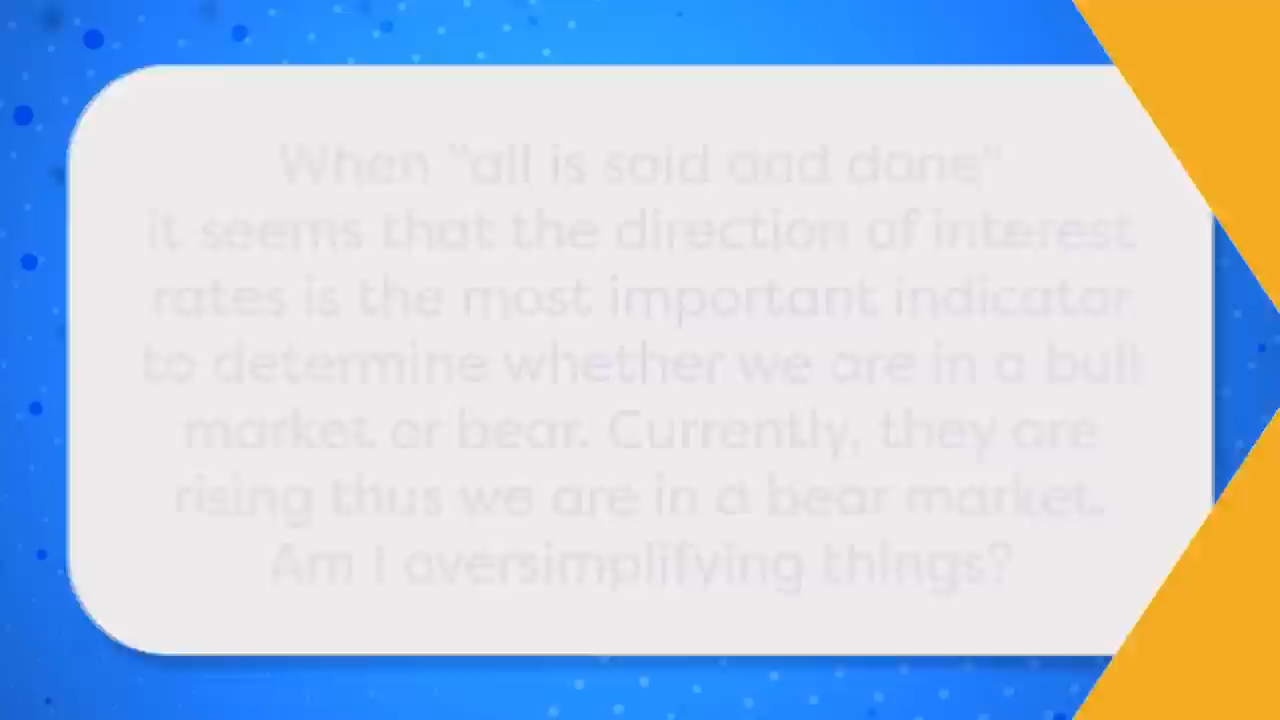 When "all is said and done"
it seems that the direction of interest
rates is the most important indicator
to determine whether we are in a bull
market or bear. Currently, they are
rising thus we are in a bear market.
Am I oversimplifying things?